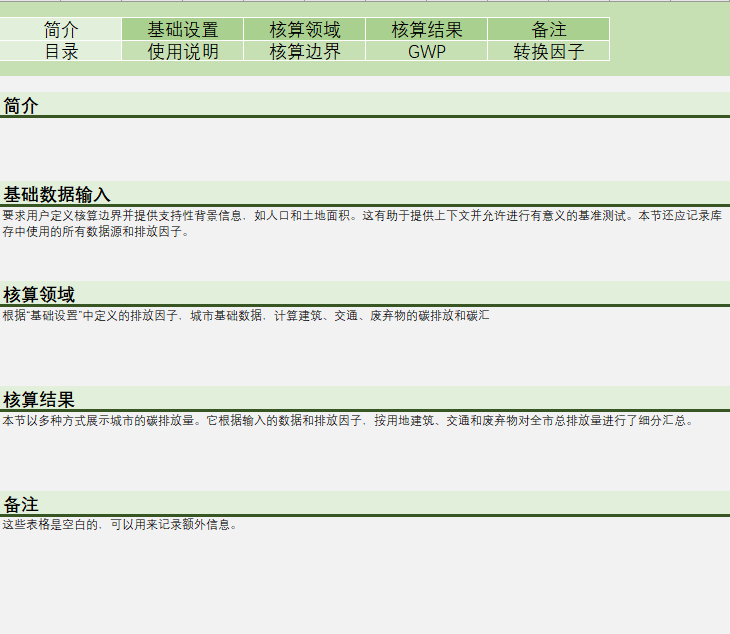 简介 基础设置 核算领域 核算结果 备注
目录 使用说明 核算边界 GWP 转换因子
简介
基础数据输入
要求用户定义核算边界并提供支持性背景信息，如人口和土地面积。这有助于提供上下文并允许进行有意义的基准测试。本节还应记录库
存中使用的所有数据源和排放因子。
核算领域
根据“基础设置”中定义的排放因子，城市基础数据，计算建筑、交通、废弃物的碳排放和碳汇
核算结果
本节以多种方式展示城市的碳排放量。它根据输入的数据和排放因子，按用地建筑、交通和废弃物对全市总排放量进行了细分汇总。
备注
这些表格是空白的，可以用来记录额外信息。